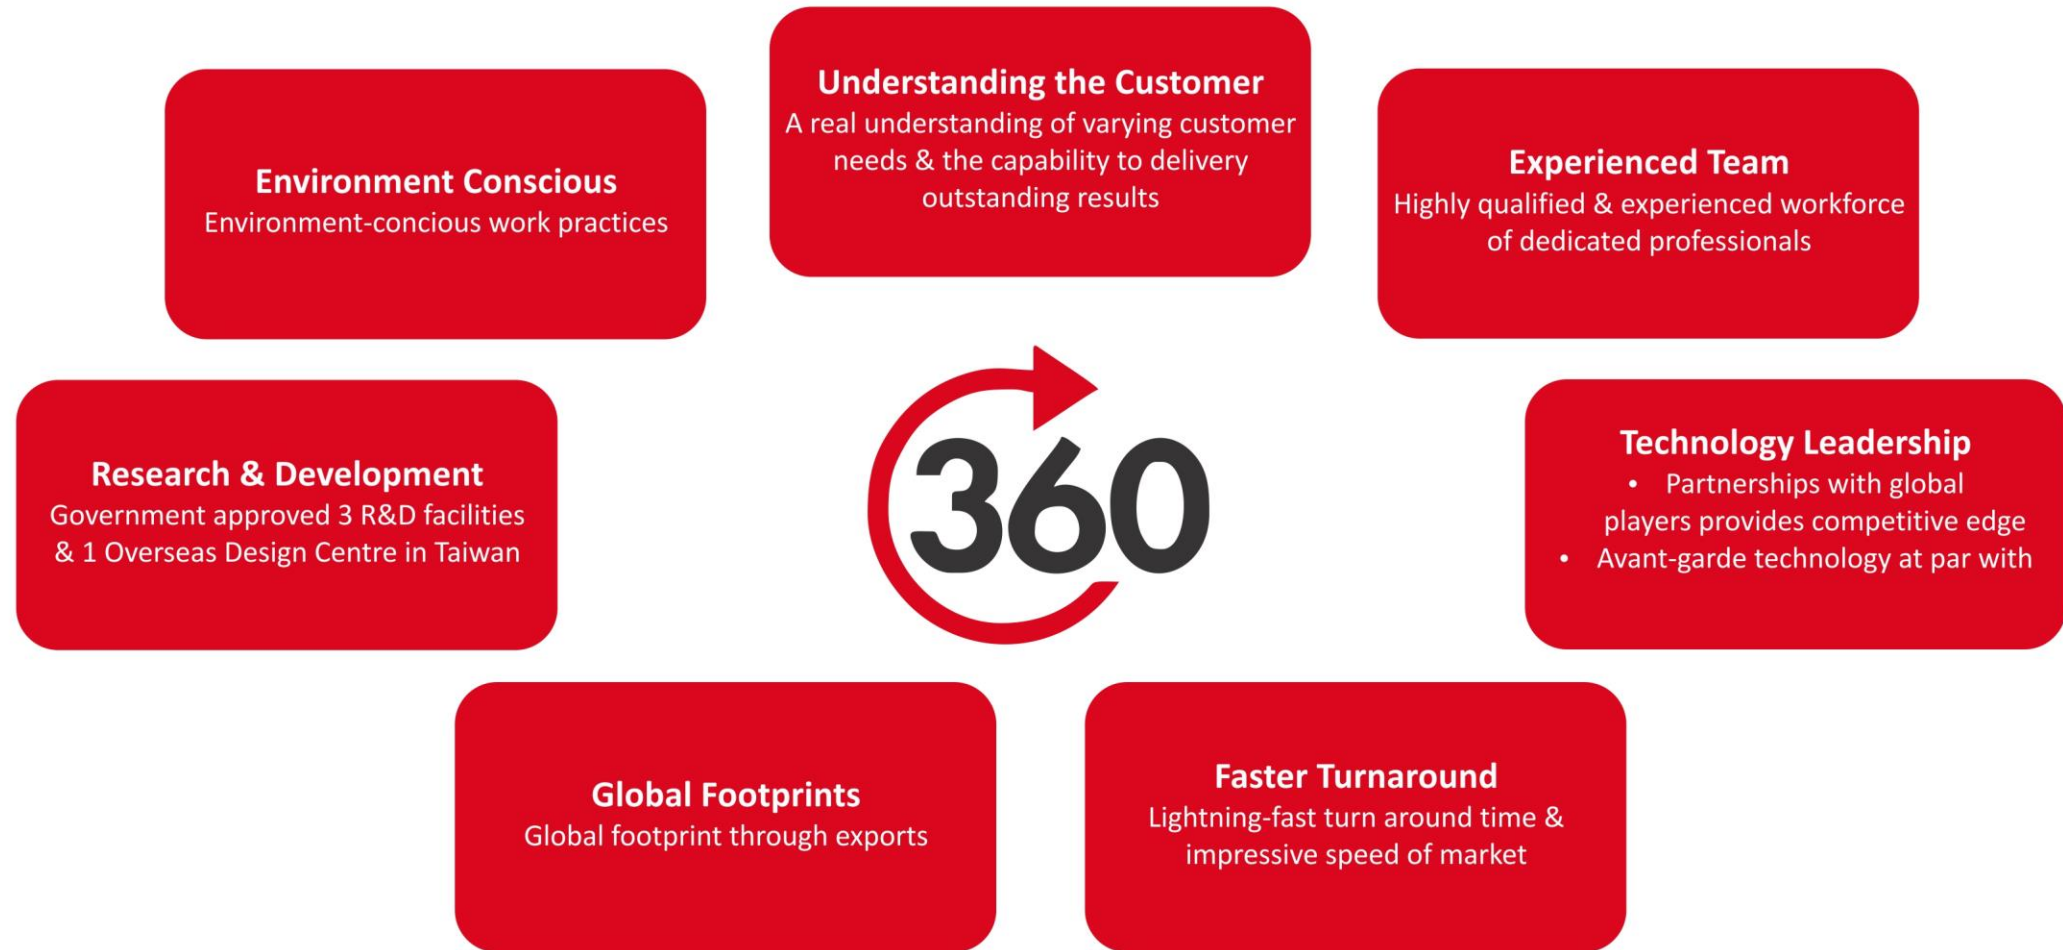 Understanding the Customer
A real understanding of varying customer
needs & the capability to delivery
outstanding results
Environment Conscious
Environment-concious work practices
Experienced Team
Highly qualified & experienced workforce
of dedicated professionals
Research & Development
Government approved 3 R&D facilities
& 1 Overseas Design Centre in Taiwan
360
Technology Leadership
• Partnerships with global
players provides competitive edge
• Avant-garde technology at par with
Global Footprints
Global footprint through exports
Faster Turnaround
Lightning-fast turn around time &
impressive speed of market